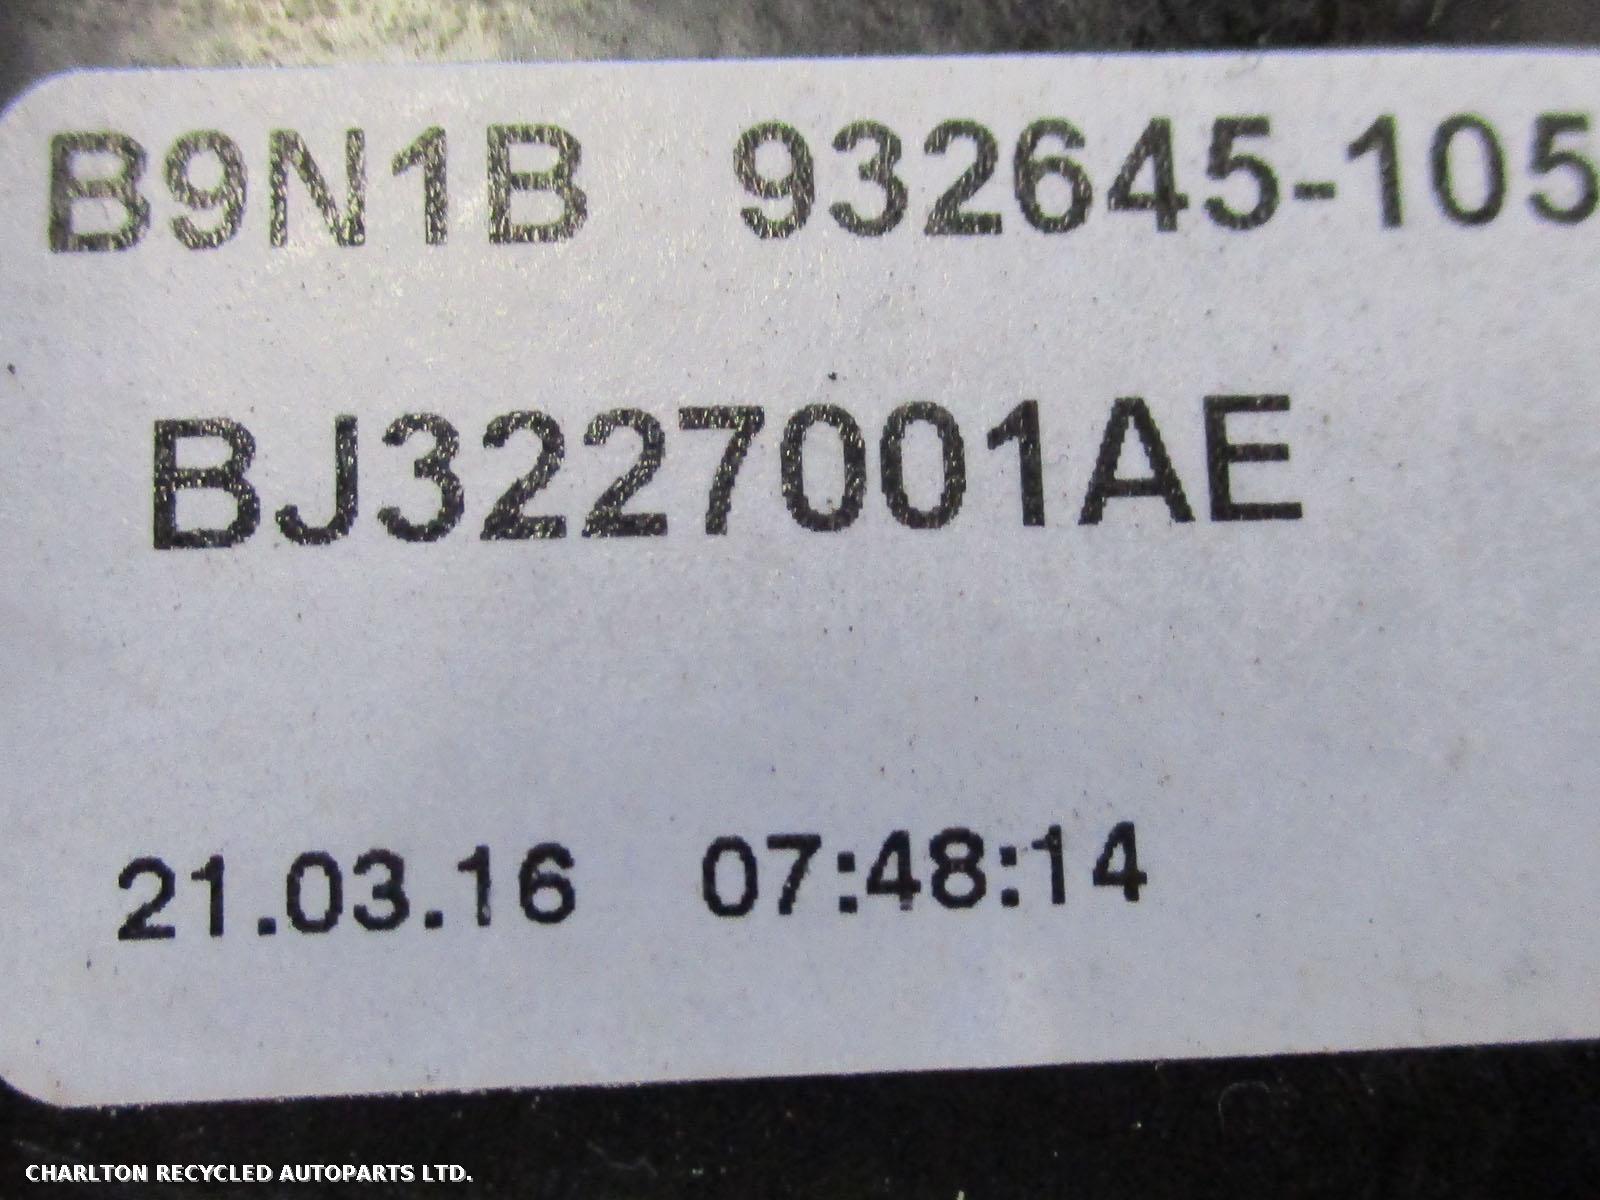 B9N1B 932645-105
BJ3227001AE
21.03.16 07:48:14
CHARLTON RECYCLED AUTOPARTS LTD.